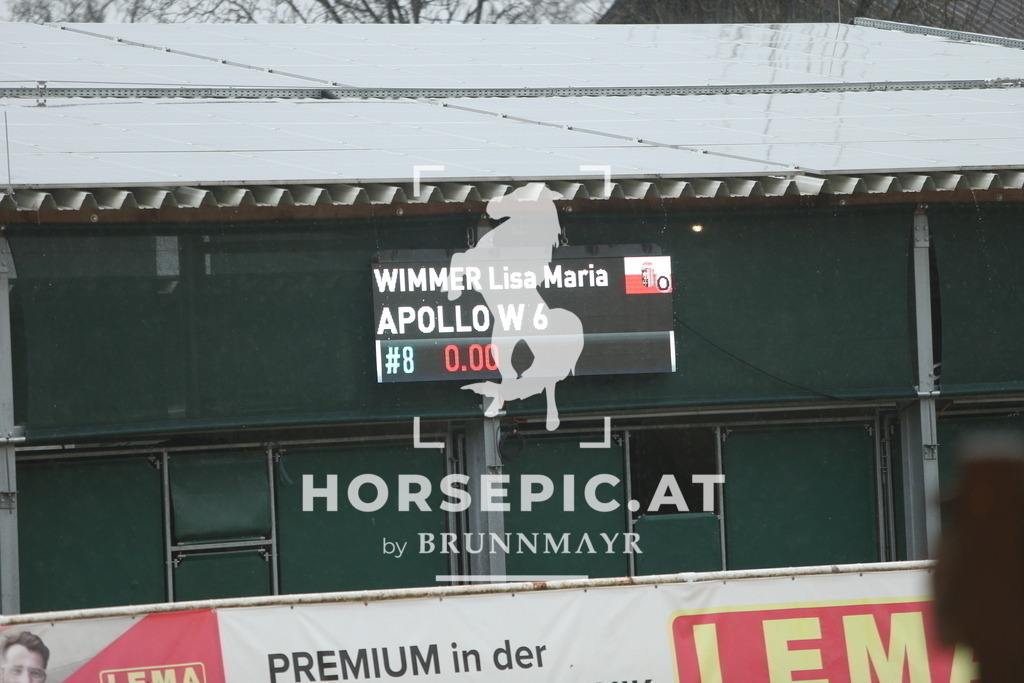 WIMMER Lisa Maria
O
APOLLO W 6
#8 0.00
HORSEPIC.AT
by BRUNNMAYR
LEMA
PREMIUM in der
LEMA